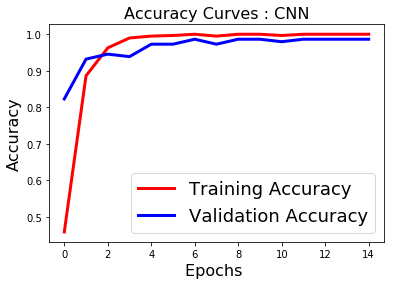 Accuracy Curves : CNN
1.0
0.9
0.8
0.7
0.6
0.5
Accuracy
Training Accuracy
Validation Accuracy
0 2 4 6 8 10 12 14
Epochs